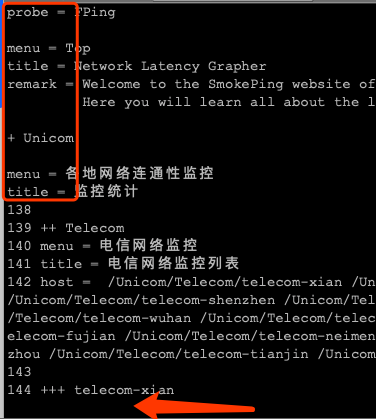 probe = FPing
menu = Top
title = Network Latency Grapher
remark = Welcome to the SmokePing website of
Here you will learn all about the l
+ Unicom
menu = 各地网络连通性监控
title = 监控统计
138
139 ++ Telecom
140 menu = 电信网络监控
141 title = 电信网络监控列表
142 host =  /Unicom/Telecom/telecom-xian /Un
/Unicom/Telecom/telecom-shenzhen /Unicom/Tel
/Telecom/telecom-wuhan /Unicom/Telecom/telec
elecom-fujian /Unicom/Telecom/telecom-neimen
zhou /Unicom/Telecom/telecom-tianjin /Unicom
143
144 +++ telecom-xian